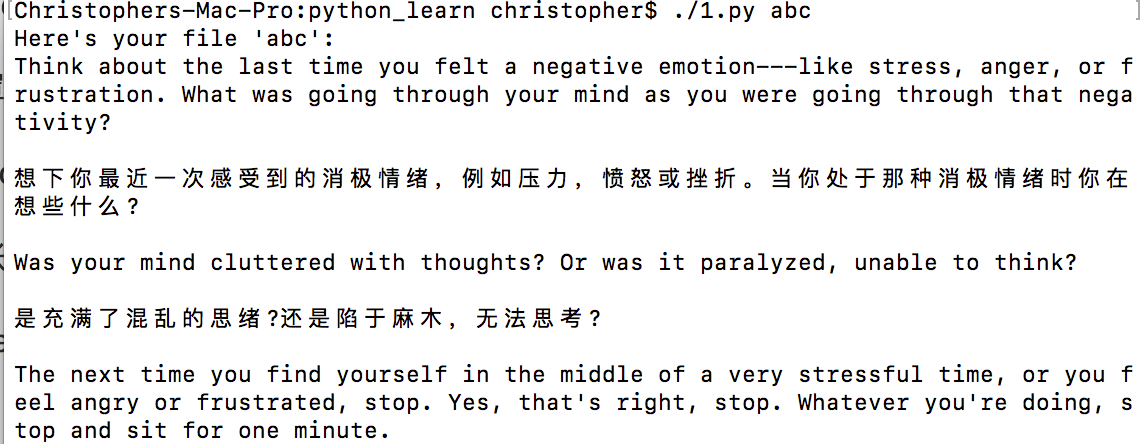 Christophers-Mac-Pro:python_learn christopher$ ./1.py abc
Here's your file 'abc':
Think about the last time you felt a negative emotion---like stress, anger, or f
rustration. What was going through your mind as you were going through that nega
tivity?
想下你最近一次感受到的消极情绪，例如压力，愤怒或挫折。当你处于那种消极情绪时你在
想些什么?
Was your mind cluttered with thoughts? Or was it paralyzed, unable to think?
是充满了混乱的思绪?还是陷于麻木，无法思考?
The next time you find yourself in the middle of a very stressful time, or you f
eel angry or frustrated, stop. Yes, that's right, stop. Whatever you're doing, s
top and sit for one minute.